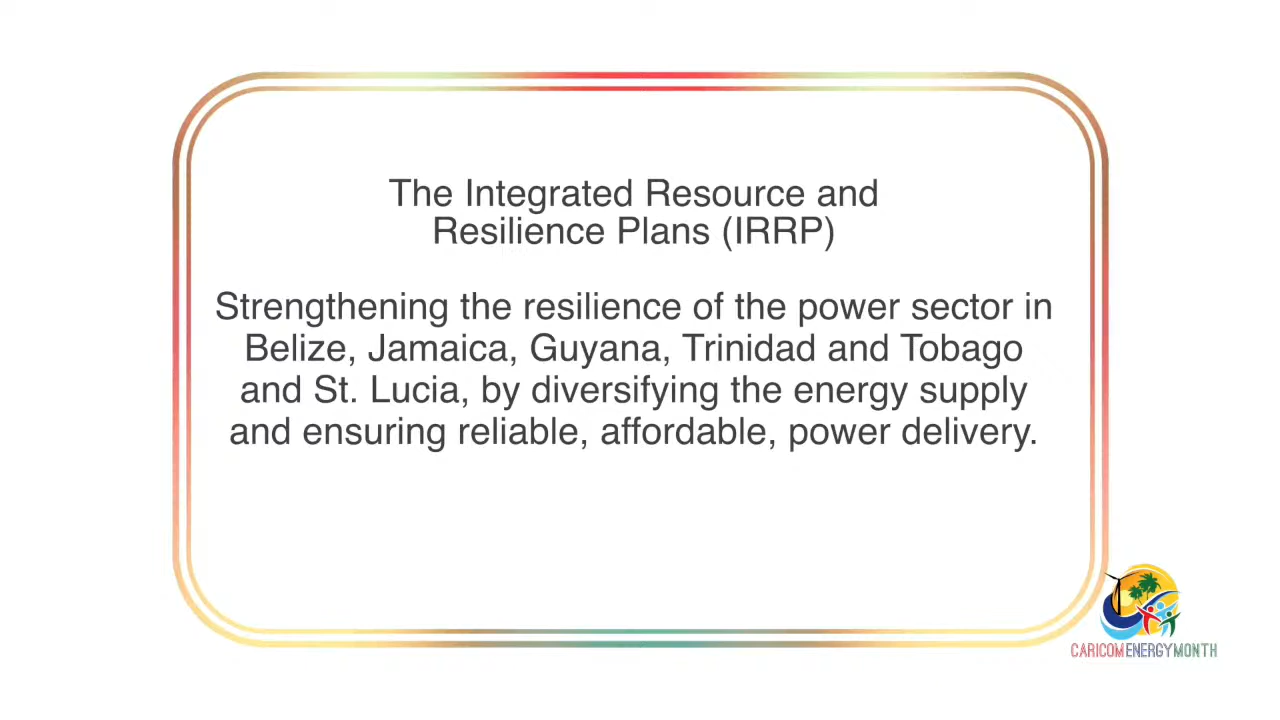 The Integrated Resource and
Resilience Plans (IRRP)
Strengthening the resilience of the power sector in
Belize, Jamaica, Guyana, Trinidad and Tobago
and St. Lucia, by diversifying the energy supply
and ensuring reliable, affordable, power delivery.
CARICOMENERGYMONTH